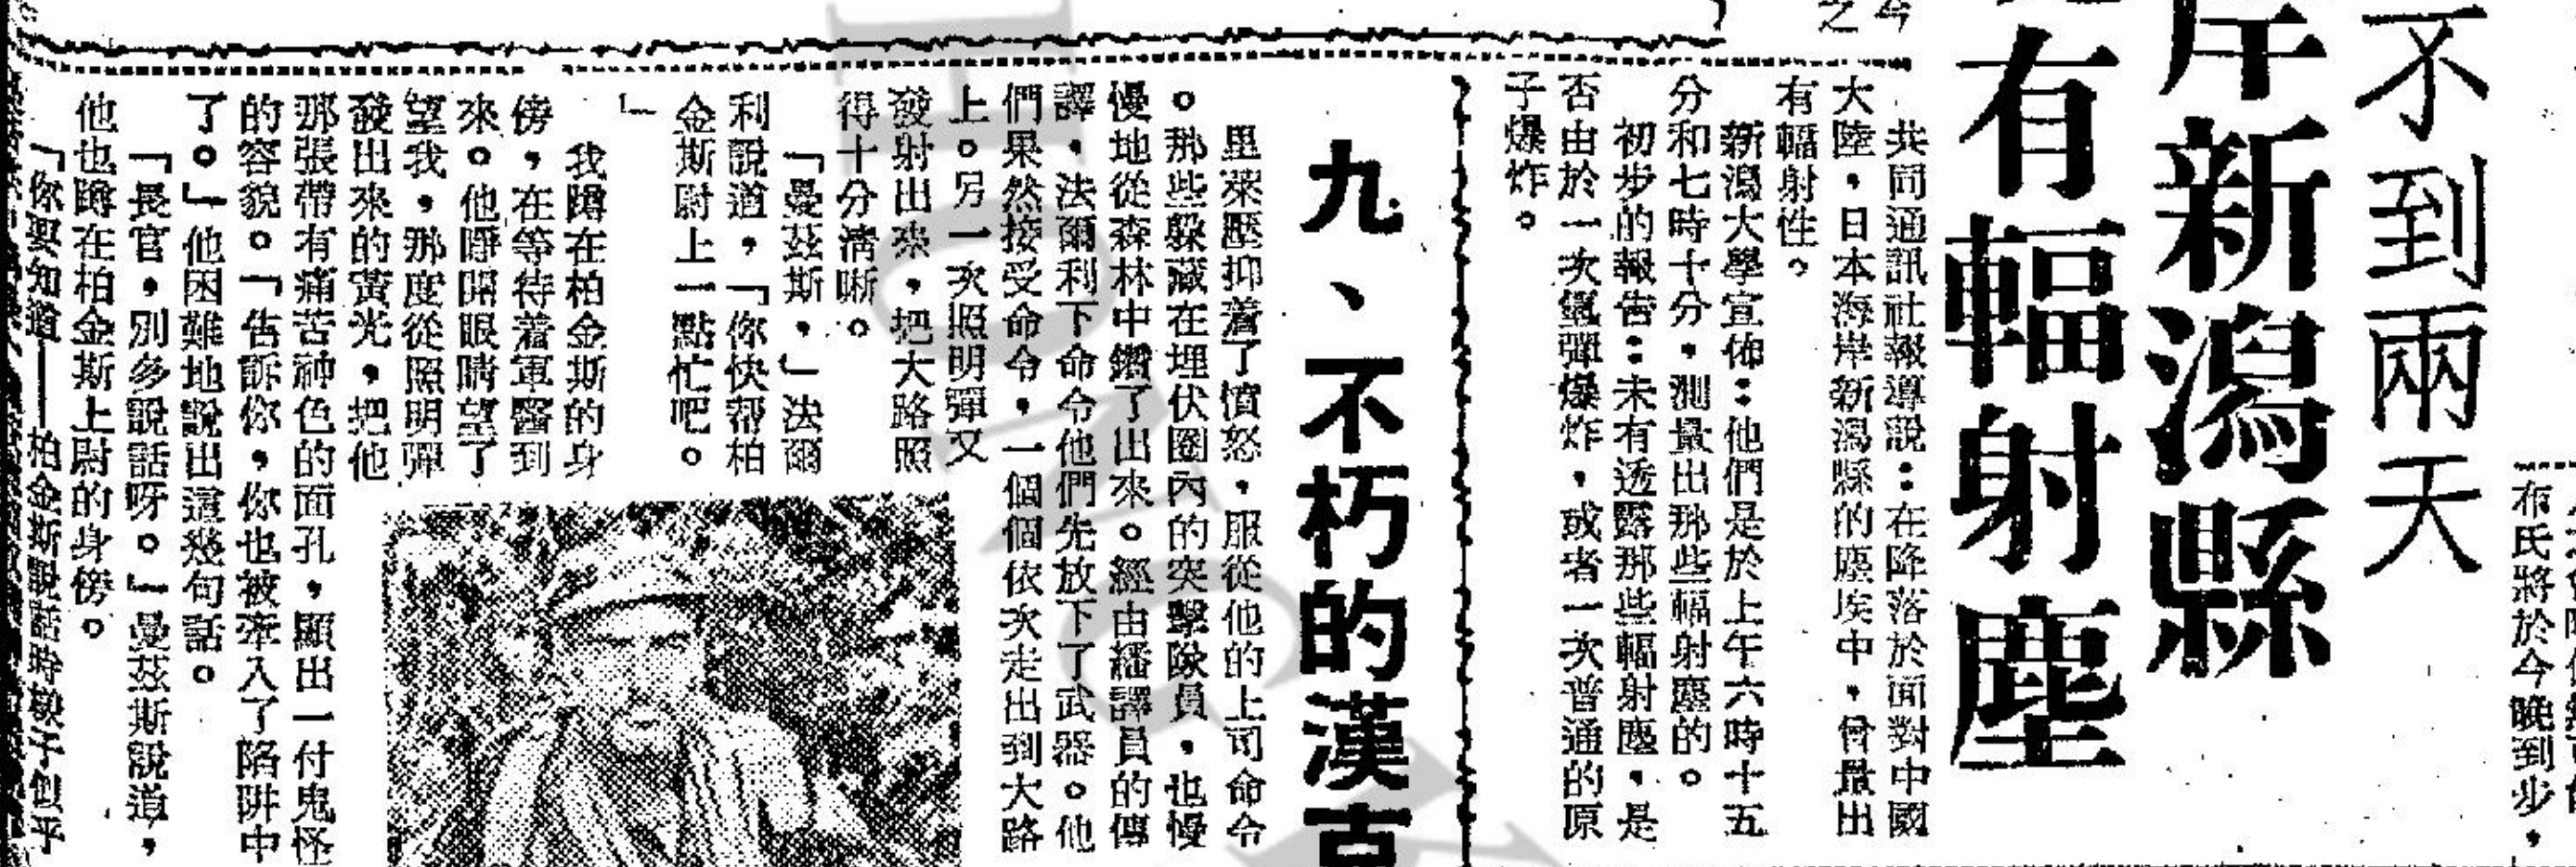 布氏將於今晚到步，
不到兩天
岸新潟縣
有輻射塵
共同通訊社報導說：在降落於面對中國
大陸，日本海岸新潟縣的塵埃中，曾量出
有輻射性。
新潟大學宣佈：他們是於上午六時十五
分和七時十分，測量出那些輻射塵的。
初步的報告：未有透露那些輻射塵，是
否由於一次氫彈爆炸，或者一次普通的原
子爆炸。
今
之
九、不朽的漢
里萊壓抑着了憤怒，服從他的上司命令
。那些躲藏在埋伏圈內的突擊隊員，也慢
慢地從森林中鑽了出來。經由繙譯員的傳
譯，法爾利下命令他們先放下了武器。他
們果然接受命令，一個個依次走出到大路
上。另一次照明彈又
發射出來，把大路照
得十分清晰。
「曼茲斯，」法爾
利說道，「你快帮柏
金斯尉上一點忙吧。
」
我蹲在柏金斯的身
傍，在等待着軍醫到
來。他睜開眼睛望了
望我，那度從照明彈
發出來的黃光，把他
那張帶有痛苦神色的面孔，顯出一付鬼怪
的容貌。「告訴你，你也被牽入了陷阱中
了。」他困難地說出這幾句話。
「長官，別多說話呀。」曼茲斯說道，
他也蹲在柏金斯上尉的身傍。
「你要知道——柏金斯說話時候予似乎